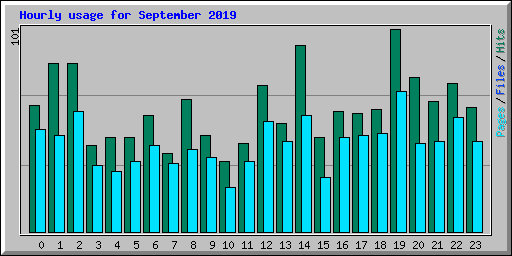 Hourly usage for September 2019
101
Pages / Files / Hits
0 1 2 3 4 5 6 7 8 9 10 11 12 13 14 15 16 17 18 19 20 21 22 23